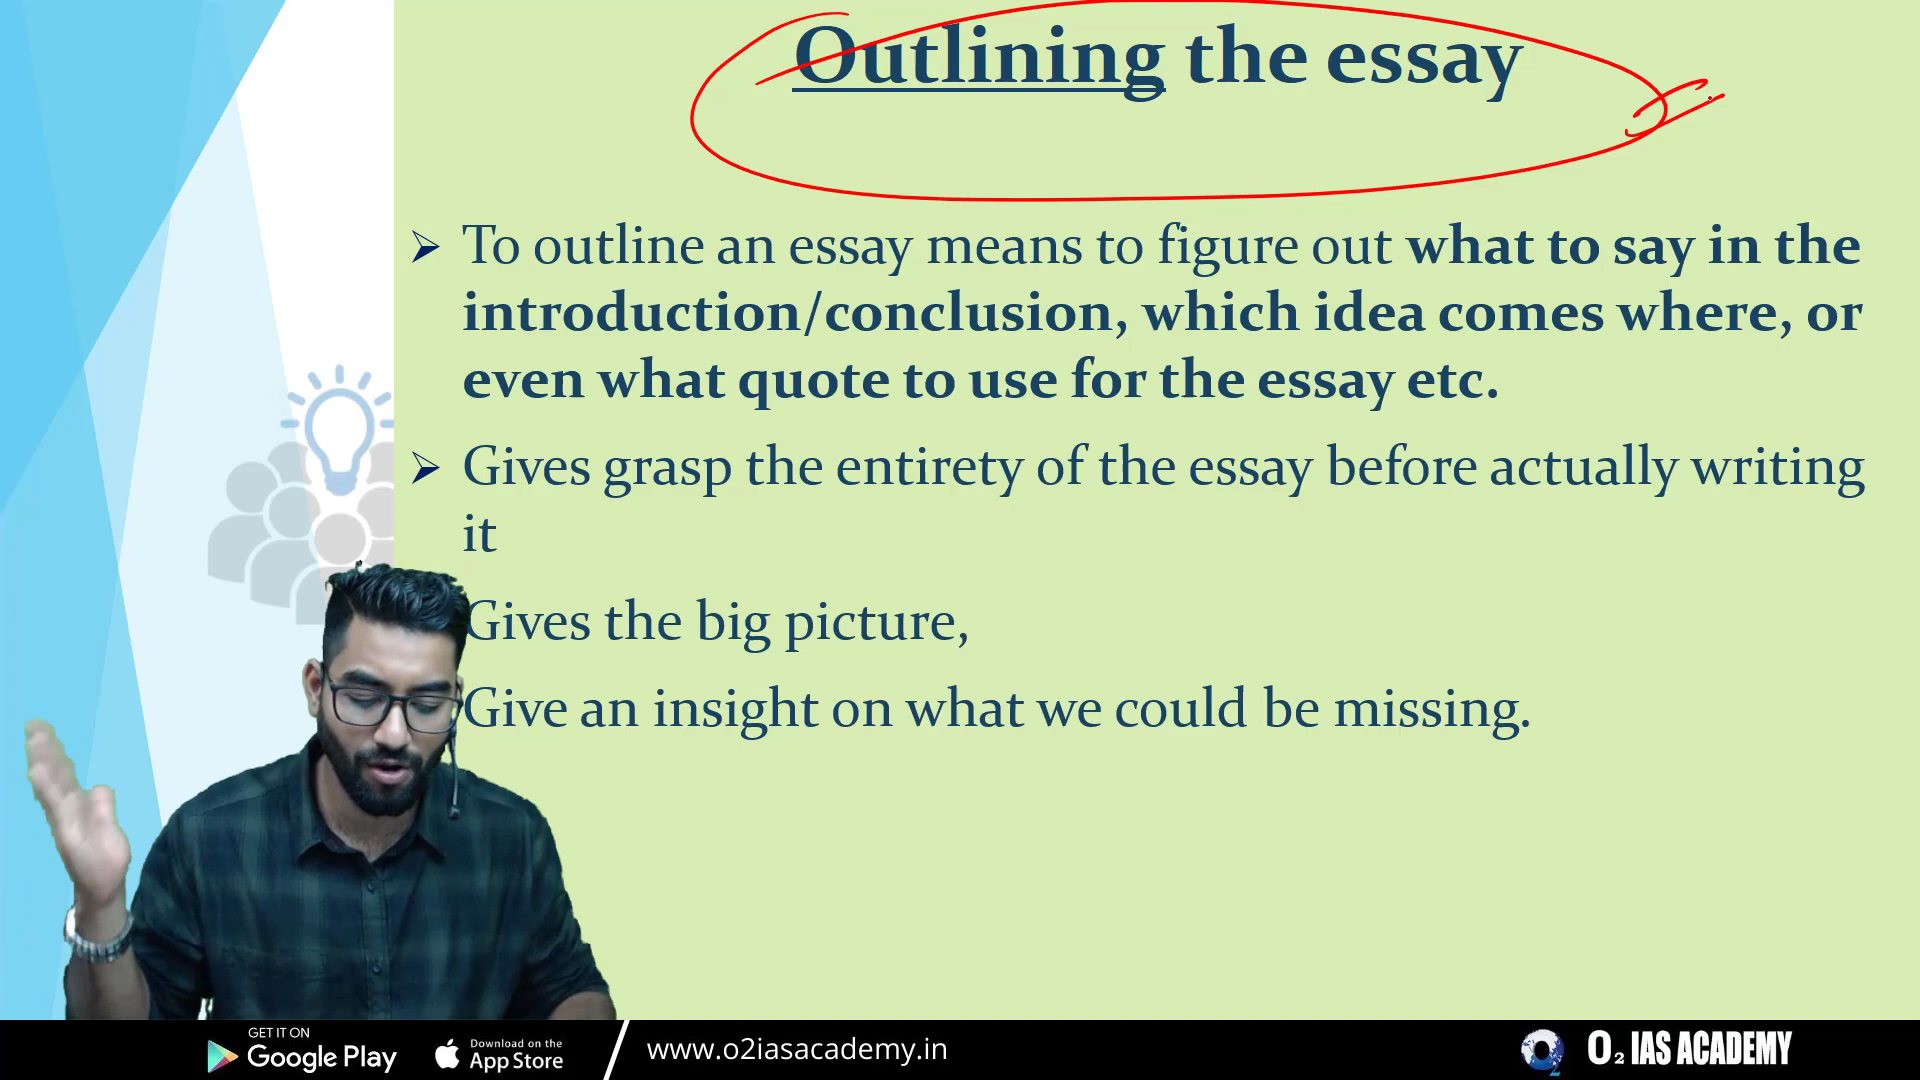 Outlining the essay
To outline an essay means to figure out what to say in the
introduction/conclusion, which idea comes where, or
even what quote to use for the essay etc.
Gives grasp the entirety of the essay before actually writing
it
Gives the big picture,
Give an insight on what we could be missing.
GET IT ON
Google Play
Download on the
App Store
www.o2iasacademy.in
O2 IAS ACADEMY